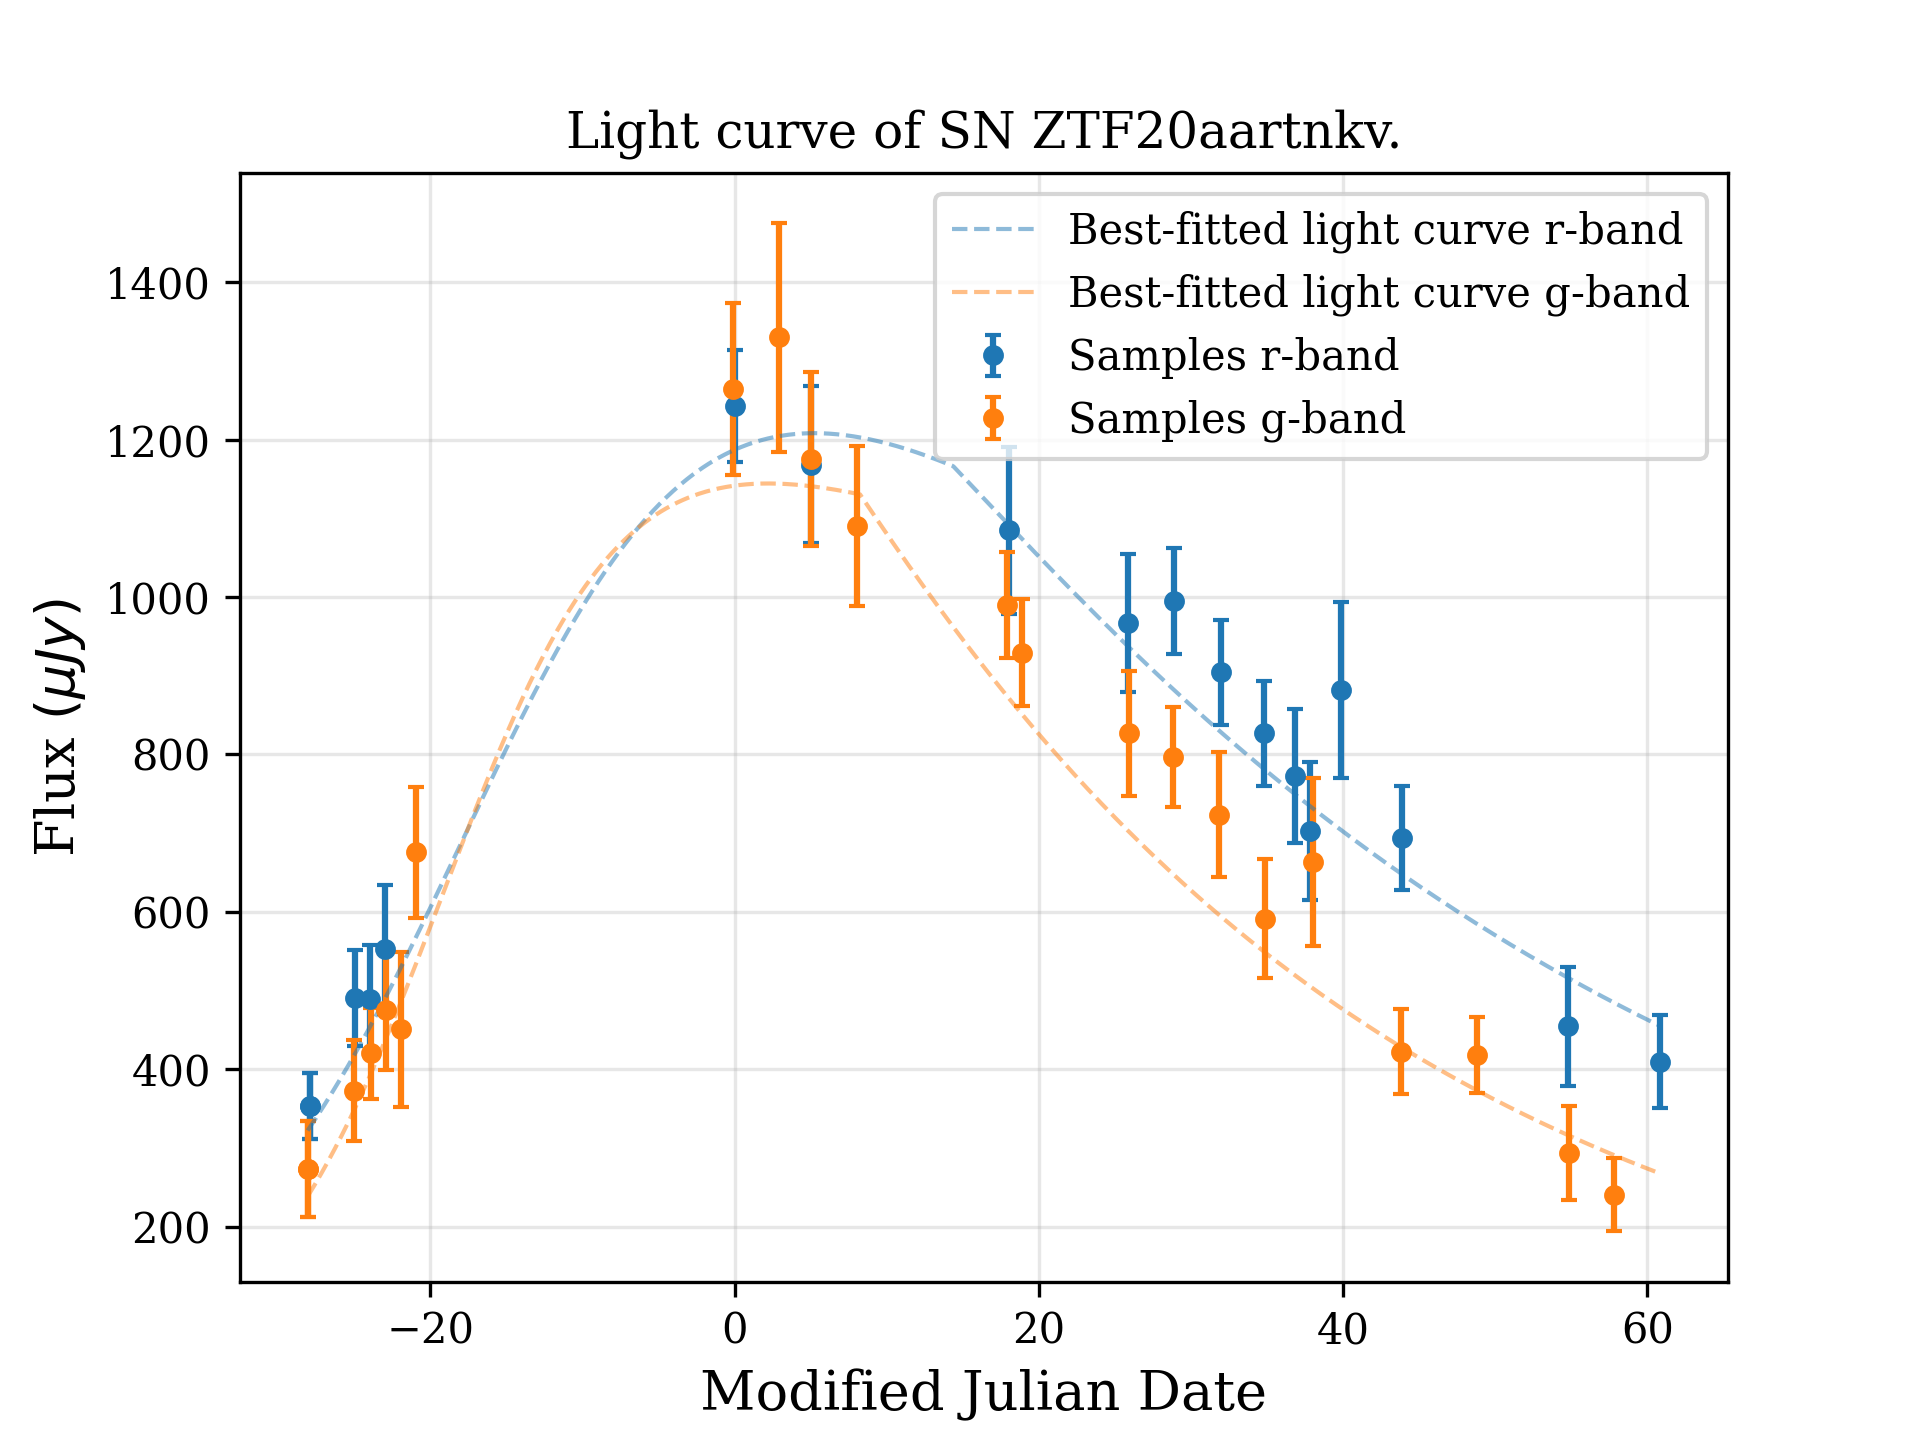 Light curve of SN ZTF20aartnkv.
Best-fitted light curve r-band
Best-fitted light curve g-band
Samples r-band
Samples g-band
1400
1200
1000
800
600
400
200
Flux (μJy)
−20 0 20 40 60
Modified Julian Date